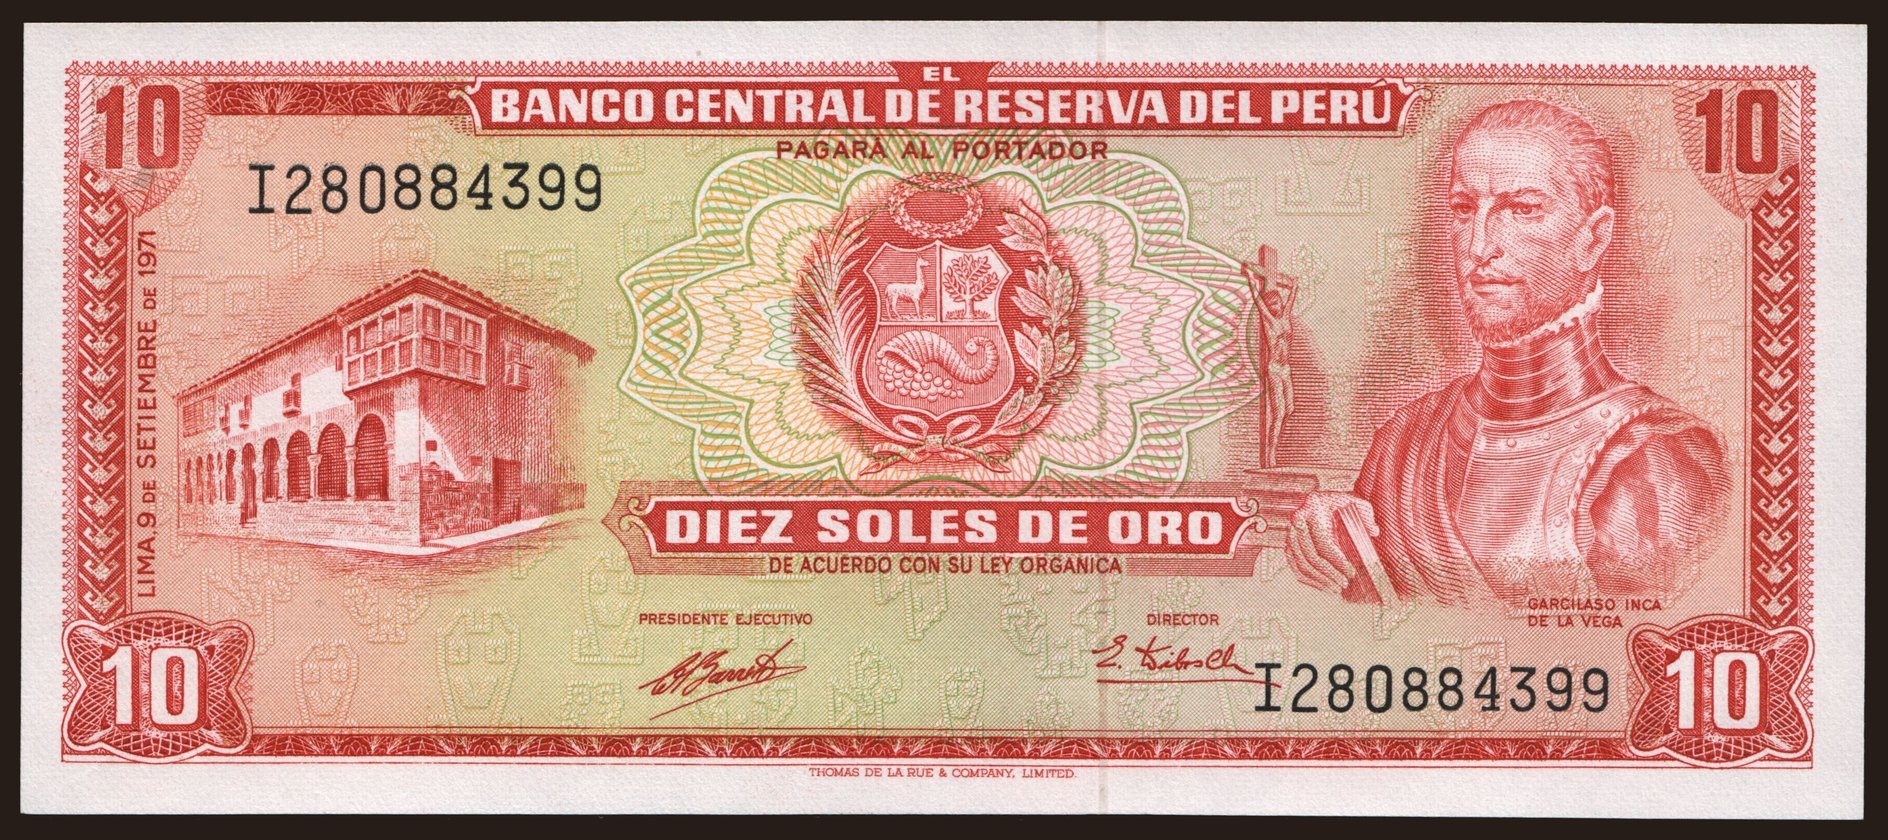 EL
BANCO CENTRAL DE RESERVA DEL PERÚ
PAGARÁ AL PORTADOR
10
10
I280884399
LIMA, 9 DE SETIEMBRE DE 1971
DIEZ SOLES DE ORO
DE ACUERDO CON SU LEY ORGANICA
GARCILASO INCA
DE LA VEGA
PRESIDENTE EJECUTIVO
DIRECTOR
I280884399
10
10
THOMAS DE LA RUE & COMPANY, LIMITED.